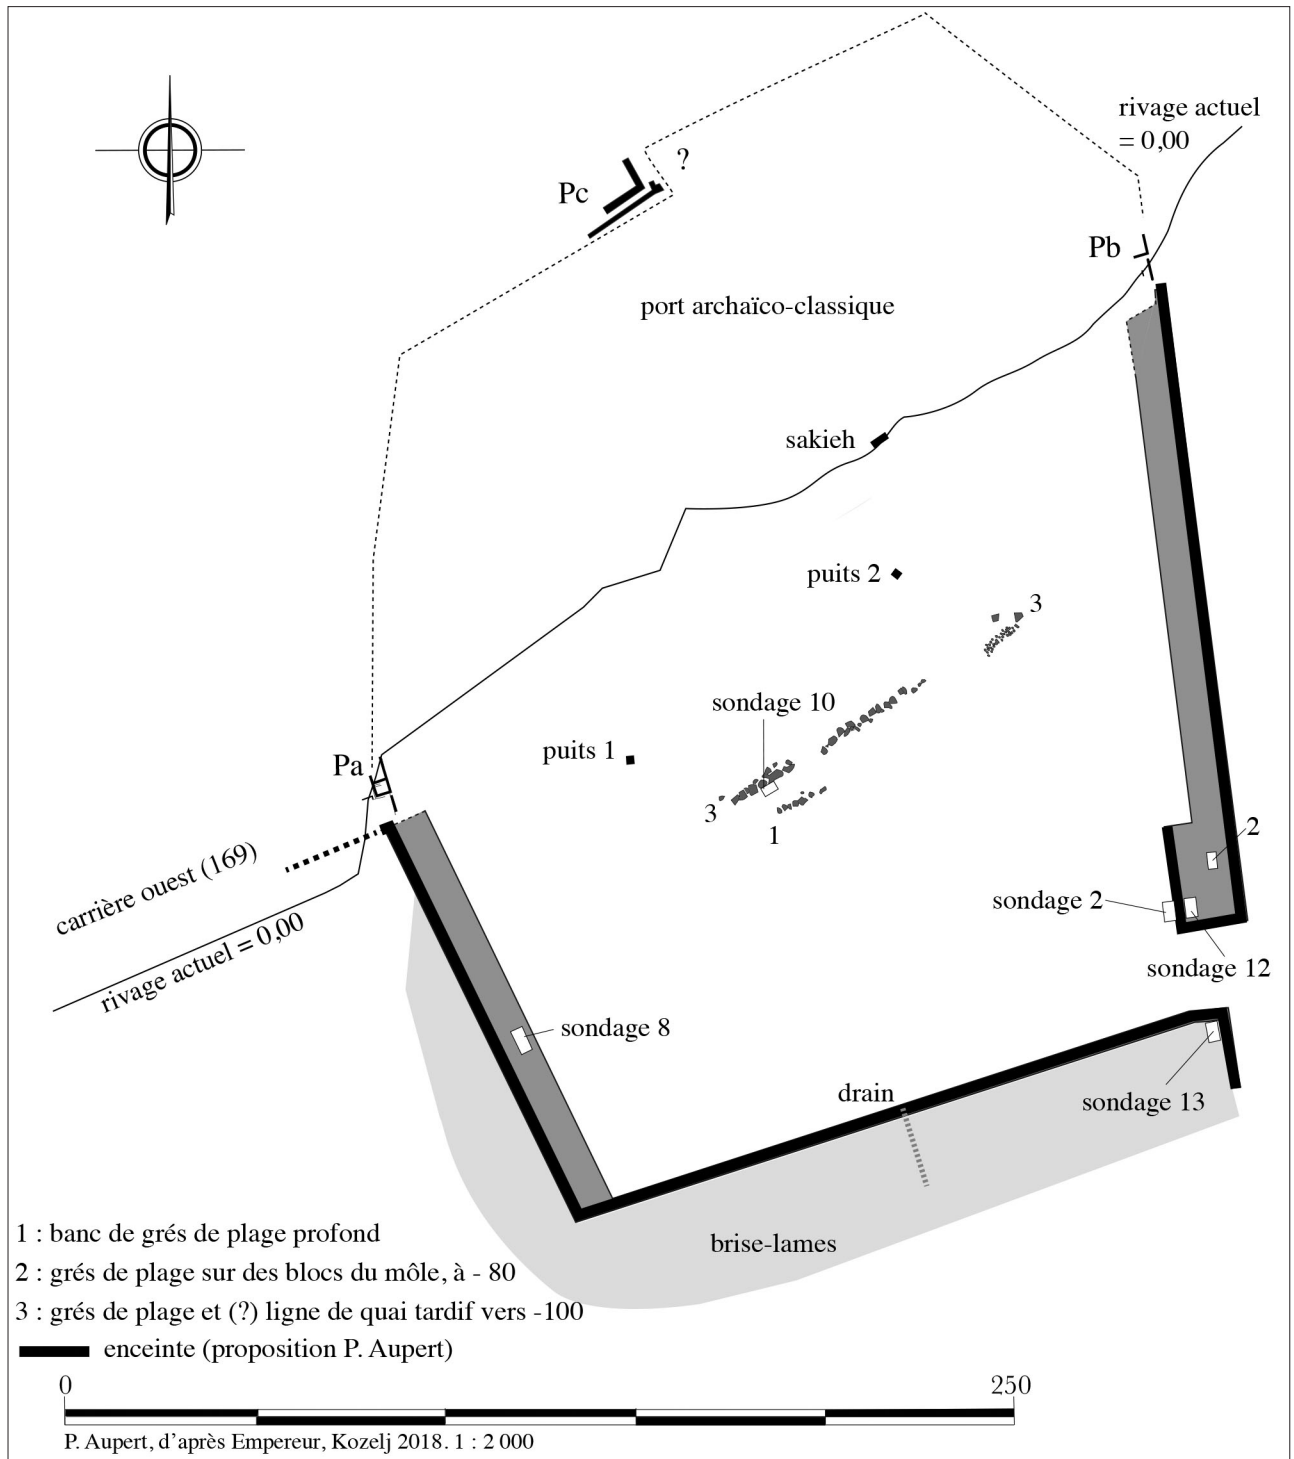 rivage actuel
= 0,00
?
Pc
Pb
port archaïco-classique
sakieh
puits 2
3
sondage 10
puits 1
Pa
3
1
2
carrière ouest (169)
sondage 2
rivage actuel = 0,00
sondage 12
sondage 8
drain
sondage 13
brise-lames
1 : banc de grés de plage profond
2 : grés de plage sur des blocs du môle, à - 80
3 : grés de plage et (?) ligne de quai tardif vers -100
enceinte (proposition P. Aupert)
0 250
P. Aupert, d'après Empereur, Kozelj 2018. 1 : 2 000